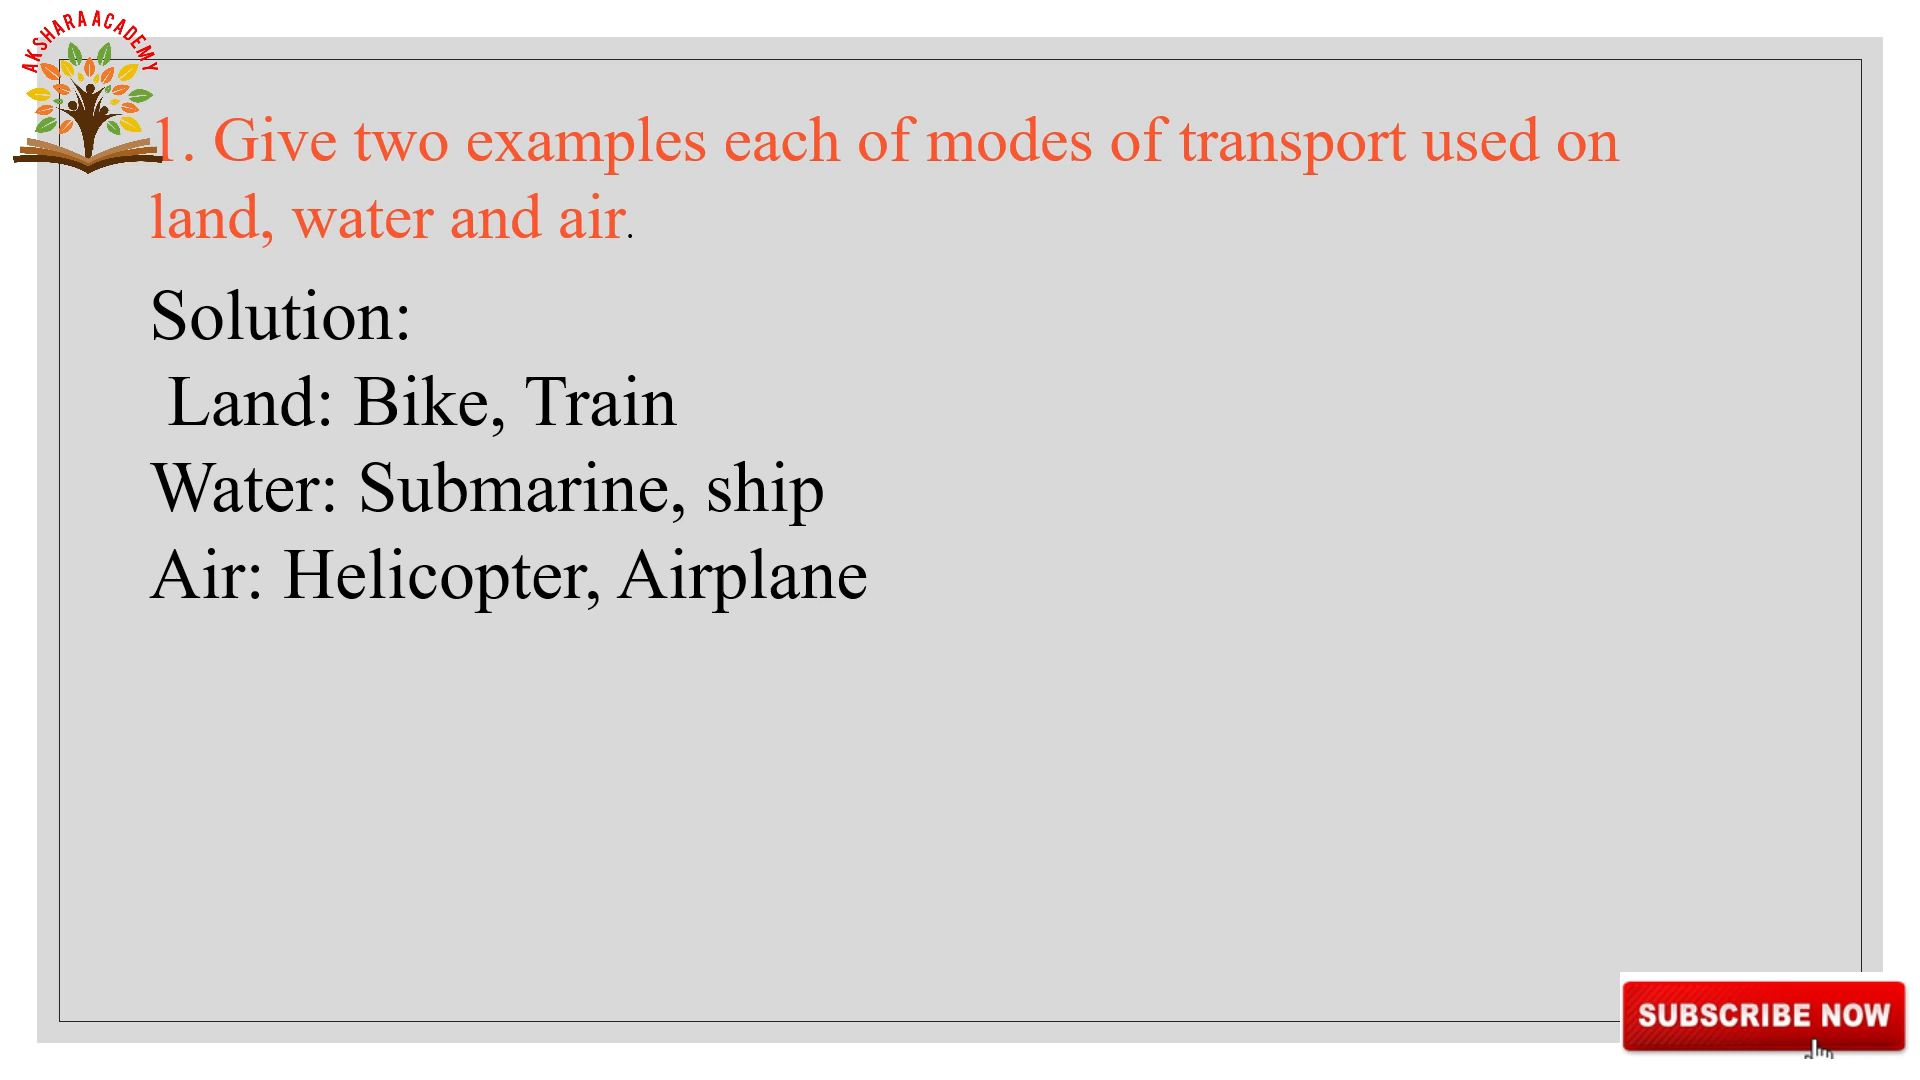 AKSHARA ACADEMY
1. Give two examples each of modes of transport used on
land, water and air.
Solution:
Land: Bike, Train
Water: Submarine, ship
Air: Helicopter, Airplane
SUBSCRIBE NOW